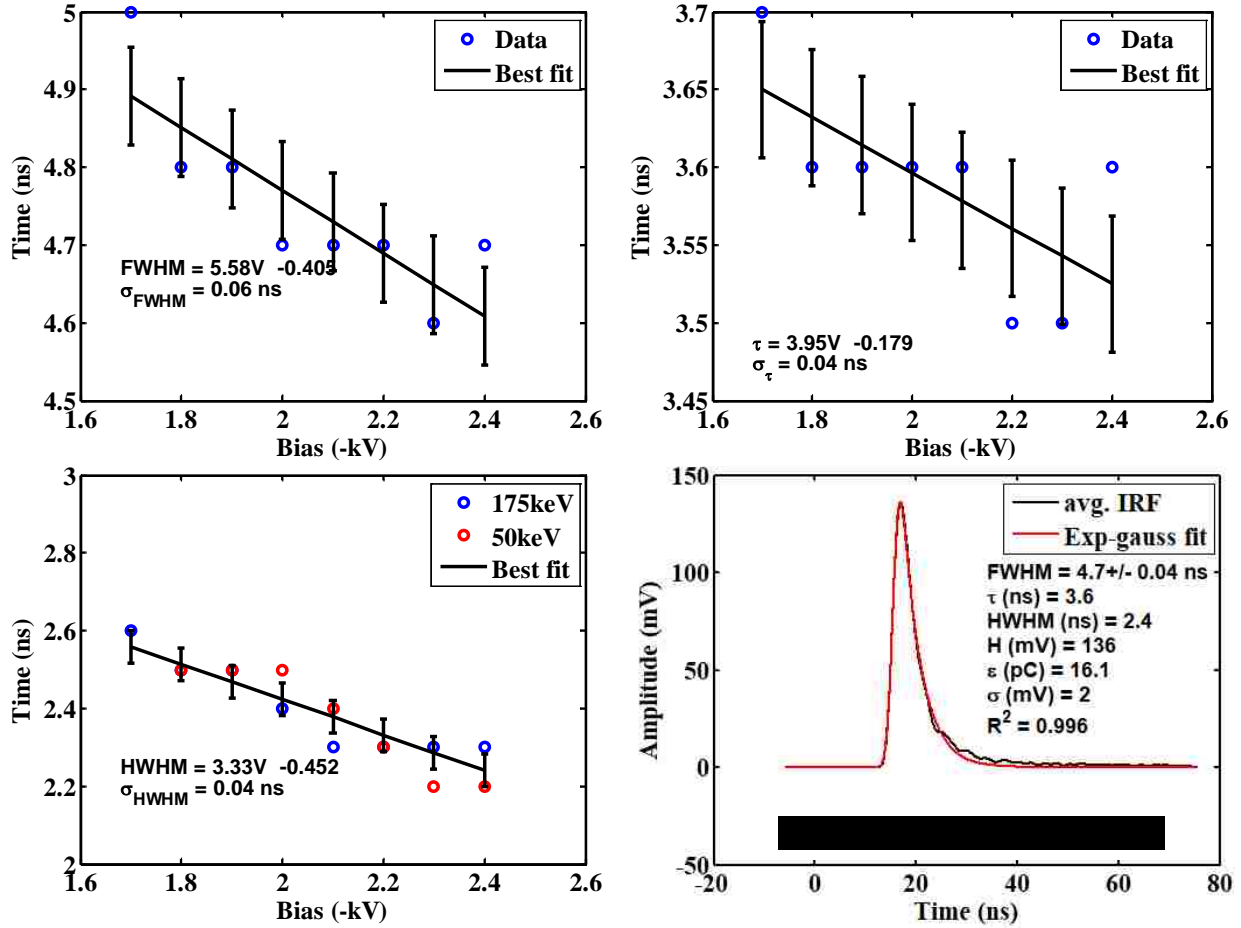 5
4.9
4.8
4.7
4.6
4.5
Time (ns)
Data
Best fit
FWHM = 5.58V -0.405
σFWHM = 0.06 ns
1.6
1.8
2
2.2
2.4
2.6
Bias (-kV)
3.7
3.65
3.6
3.55
3.5
3.45
Time (ns)
Data
Best fit
τ = 3.95V -0.179
στ = 0.04 ns
1.6
1.8
2
2.2
2.4
2.6
Bias (-kV)
3
2.8
2.6
2.4
2.2
2
Time (ns)
175keV
50keV
Best fit
HWHM = 3.33V -0.452
σHWHM = 0.04 ns
1.6
1.8
2
2.2
2.4
2.6
Bias (-kV)
150
100
50
0
-50
Amplitude (mV)
avg. IRF
Exp-gauss fit
FWHM = 4.7+/- 0.04 ns
τ (ns) = 3.6
HWHM (ns) = 2.4
H (mV) = 136
ε (pC) = 16.1
σ (mV) = 2
R² = 0.996
-20
0
20
40
60
80
Time (ns)